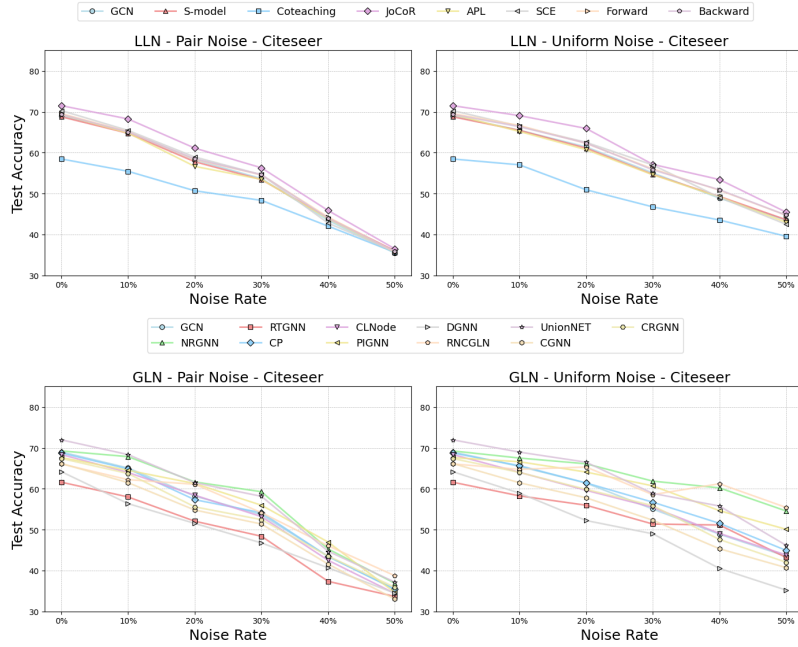 GCN S-model Coteaching JoCoR APL SCE Forward Backward
LLN - Pair Noise - Citeseer
LLN - Uniform Noise - Citeseer
Test Accuracy
80
70
60
50
40
30
0% 10% 20% 30% 40% 50%
Noise Rate
80
70
60
50
40
30
0% 10% 20% 30% 40% 50%
Noise Rate
GCN RTGNN CLNode DGNN UnionNET CRGNN
NRGNN CP PIGNN RNCGLN CGNN
GLN - Pair Noise - Citeseer
GLN - Uniform Noise - Citeseer
Test Accuracy
80
70
60
50
40
30
0% 10% 20% 30% 40% 50%
Noise Rate
80
70
60
50
40
30
0% 10% 20% 30% 40% 50%
Noise Rate